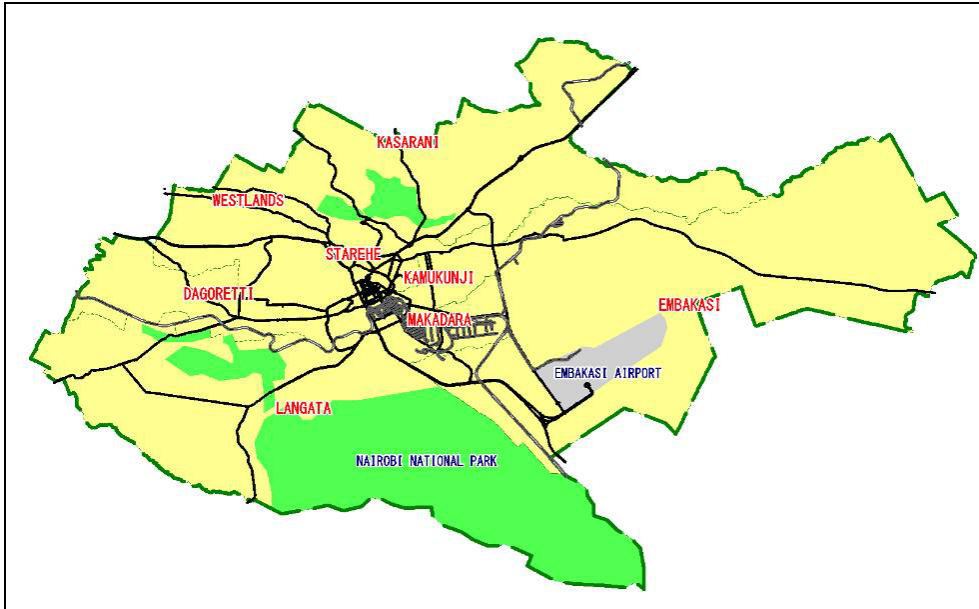 KASARANI
WESTLANDS
STAREHE
KAMUKUNJI
DAGORETTI
EMBAKASI
MAKADARA
EMBAKASI AIRPORT
LANGATA
NAIROBI NATIONAL PARK